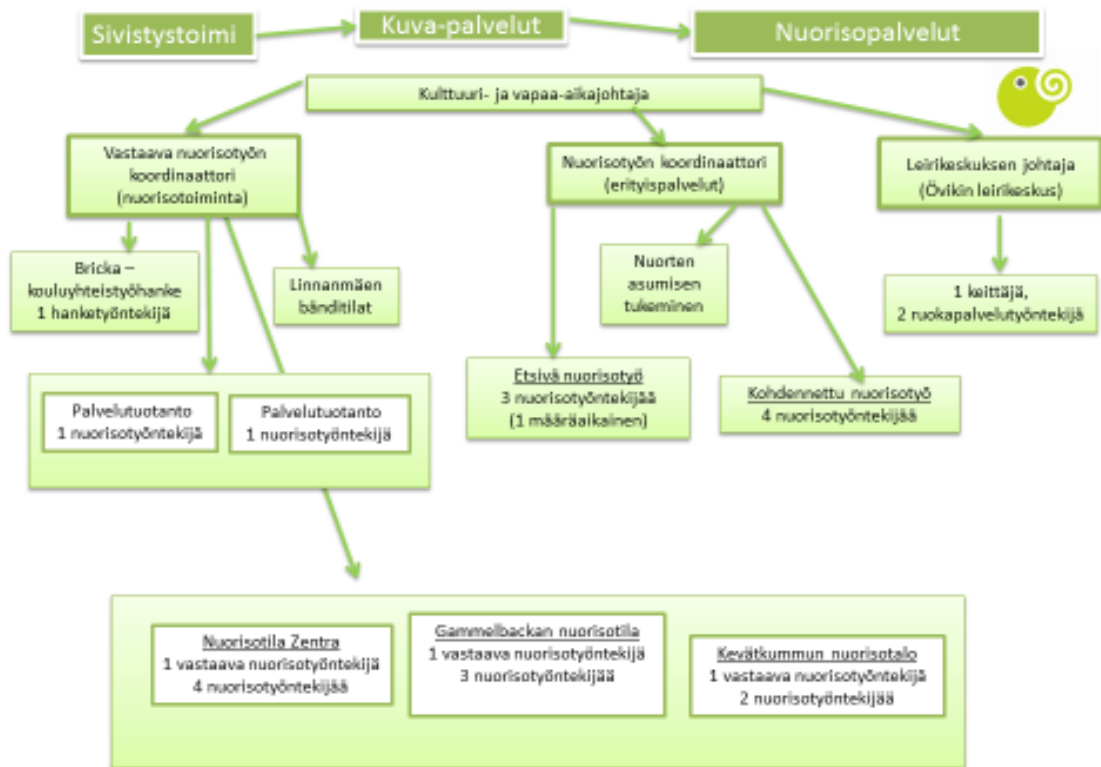 Sivistystoimi
Kuva-palvelut
Nuorisopalvelut
Kulttuuri- ja vapaa-aikajohtaja
Vastaava nuorisotyön
koordinaattori
(nuorisotoiminta)
Nuorisotyön koordinaattori
(erityispalvelut)
Leirikeskuksen johtaja
(Övikin leirikeskus)
Bricka –
kouluyhteistyöhanke
1 hanketyöntekijä
Linnanmäen
bänditilat
Nuorten
asumisen
tukeminen
1 keittäjä,
2 ruokapalvelutyöntekijä
Etsivä nuorisotyö
3 nuorisotyöntekijää
(1 määräaikainen)
Kohdennettu nuorisotyö
4 nuorisotyöntekijää
Palvelutuotanto
1 nuorisotyöntekijä
Palvelutuotanto
1 nuorisotyöntekijä
Nuorisotila Zentra
1 vastaava nuorisotyöntekijä
4 nuorisotyöntekijää
Gammelbackan nuorisotila
1 vastaava nuorisotyöntekijä
3 nuorisotyöntekijää
Kevätkummun nuorisotalo
1 vastaava nuorisotyöntekijä
2 nuorisotyöntekijää